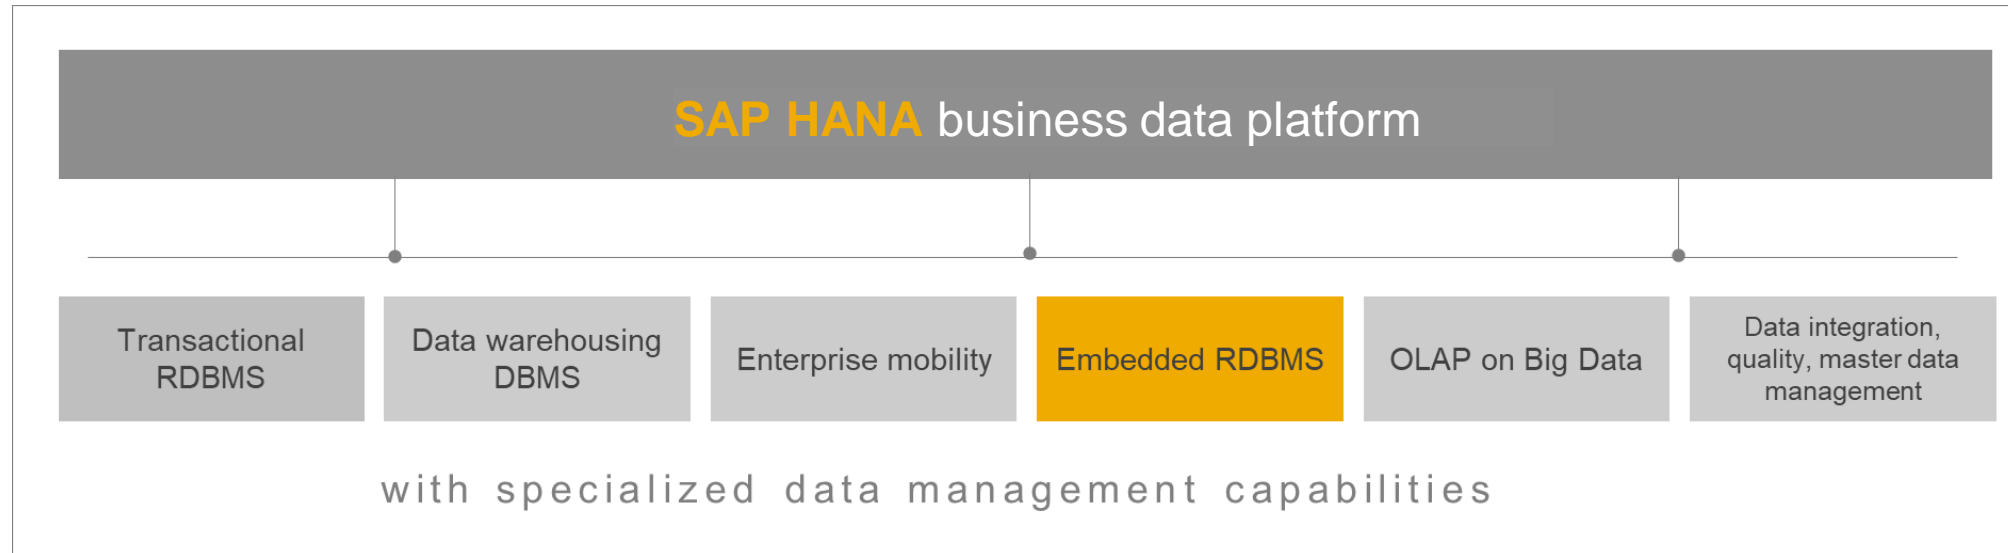 SAP HANA business data platform
Transactional
RDBMS
Data warehousing
DBMS
Enterprise mobility
Embedded RDBMS
OLAP on Big Data
Data integration,
quality, master data
management
with specialized data management capabilities